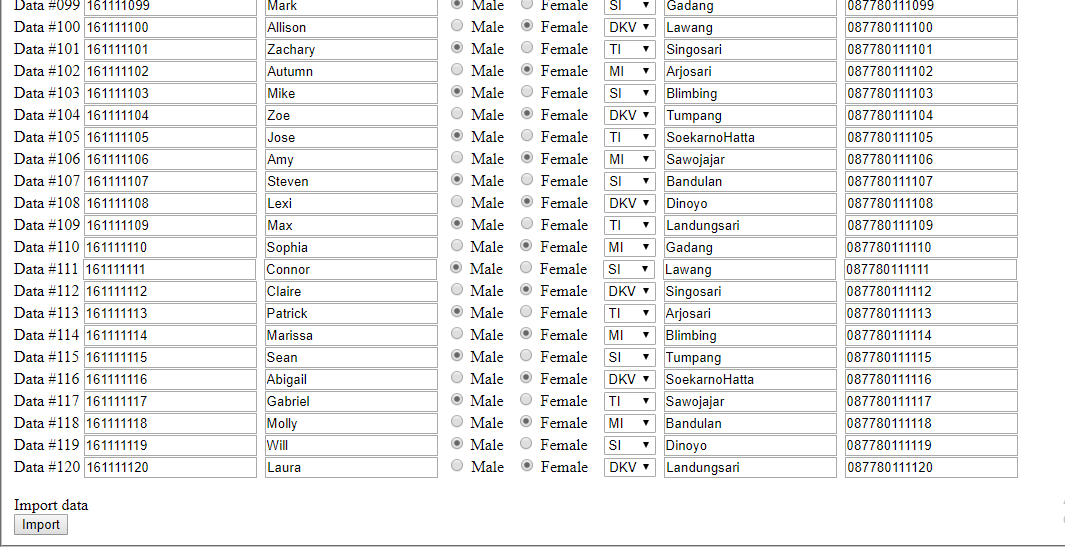 Data #099 161111099 Mark Male Female SI Gadang 087780111099
Data #100 161111100 Allison Male Female DKV Lawang 087780111100
Data #101 161111101 Zachary Male Female TI Singosari 087780111101
Data #102 161111102 Autumn Male Female MI Arjosari 087780111102
Data #103 161111103 Mike Male Female SI Blimbing 087780111103
Data #104 161111104 Zoe Male Female DKV Tumpang 087780111104
Data #105 161111105 Jose Male Female TI SoekarnoHatta 087780111105
Data #106 161111106 Amy Male Female MI Sawojajar 087780111106
Data #107 161111107 Steven Male Female SI Bandulan 087780111107
Data #108 161111108 Lexi Male Female DKV Dinoyo 087780111108
Data #109 161111109 Max Male Female TI Landungsari 087780111109
Data #110 161111110 Sophia Male Female MI Gadang 087780111110
Data #111 161111111 Connor Male Female SI Lawang 087780111111
Data #112 161111112 Claire Male Female DKV Singosari 087780111112
Data #113 161111113 Patrick Male Female TI Arjosari 087780111113
Data #114 161111114 Marissa Male Female MI Blimbing 087780111114
Data #115 161111115 Sean Male Female SI Tumpang 087780111115
Data #116 161111116 Abigail Male Female DKV SoekarnoHatta 087780111116
Data #117 161111117 Gabriel Male Female TI Sawojajar 087780111117
Data #118 161111118 Molly Male Female MI Bandulan 087780111118
Data #119 161111119 Will Male Female SI Dinoyo 087780111119
Data #120 161111120 Laura Male Female DKV Landungsari 087780111120
Import data
Import